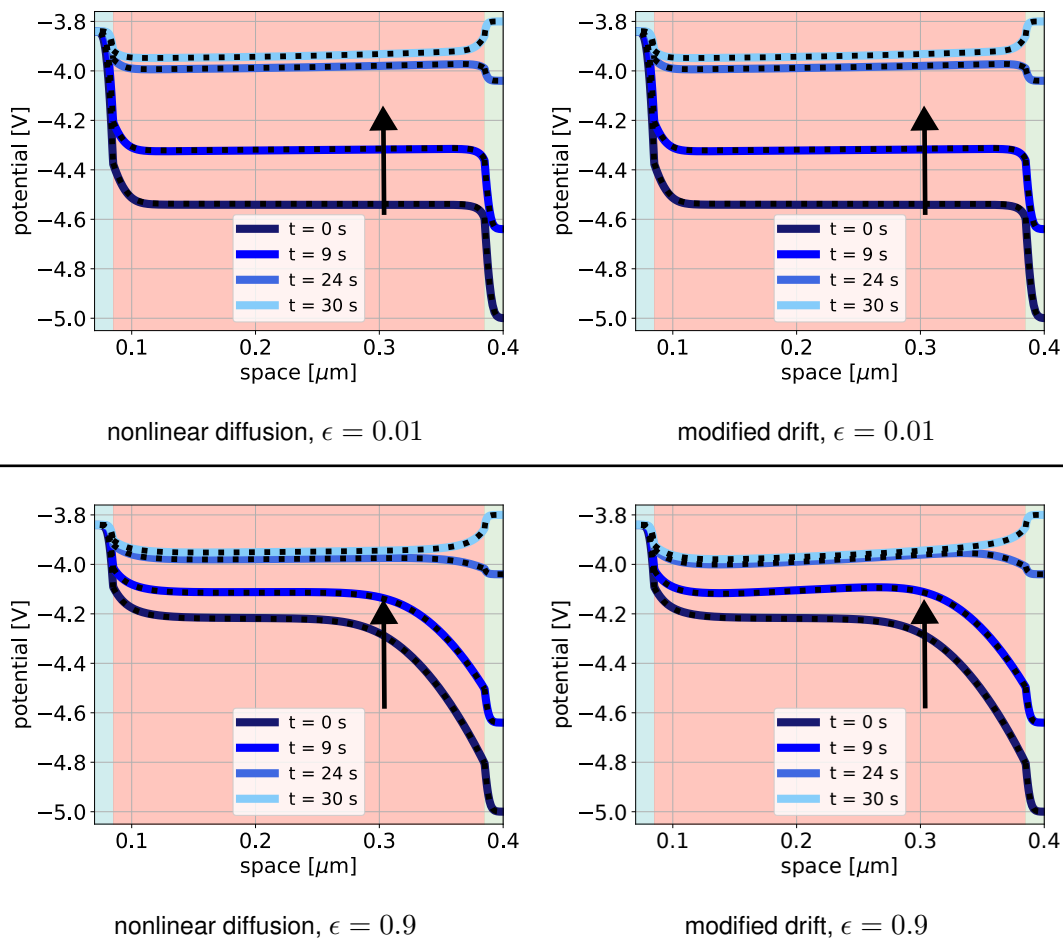 −3.8
−4.0
−4.2
−4.4
−4.6
−4.8
−5.0
potential [V]
t = 0 s
t = 9 s
t = 24 s
t = 30 s
0.1 0.2 0.3 0.4
space [μm]
nonlinear diffusion, ϵ = 0.01
−3.8
−4.0
−4.2
−4.4
−4.6
−4.8
−5.0
potential [V]
t = 0 s
t = 9 s
t = 24 s
t = 30 s
0.1 0.2 0.3 0.4
space [μm]
modified drift, ϵ = 0.01
−3.8
−4.0
−4.2
−4.4
−4.6
−4.8
−5.0
potential [V]
t = 0 s
t = 9 s
t = 24 s
t = 30 s
0.1 0.2 0.3 0.4
space [μm]
nonlinear diffusion, ϵ = 0.9
−3.8
−4.0
−4.2
−4.4
−4.6
−4.8
−5.0
potential [V]
t = 0 s
t = 9 s
t = 24 s
t = 30 s
0.1 0.2 0.3 0.4
space [μm]
modified drift, ϵ = 0.9